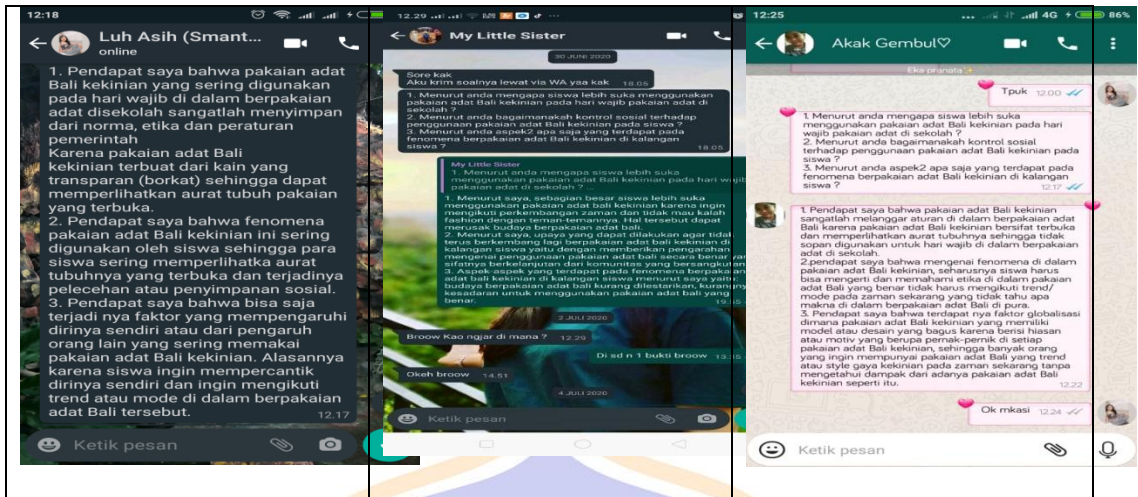 12:18
Luh Asih (Smant...
online
1. Pendapat saya bahwa pakaian adat
Bali kekinian yang sering digunakan
pada hari wajib di dalam berpakaian
adat disekolah sangatlah menyimpan
dari norma, etika dan peraturan
pemerintah
Karena pakaian adat Bali
kekinian terbuat dari kain yang
transparan (borkat) sehingga dapat
memperlihatkan aurat tubuh pakaian
yang terbuka.
2. Pendapat saya bahwa fenomena
pakaian adat Bali kekinian ini sering
digunakan oleh siswa sehingga para
siswa sering memperlihatka aurat
tubuhnya yang terbuka dan terjadinya
pelecehan atau penyimpanan sosial.
3. Pendapat saya bahwa bisa saja
terjadi nya faktor yang mempengaruhi
dirinya sendiri atau dari pengaruh
orang lain yang sering memakai
pakaian adat Bali kekinian. Alasannya
karena siswa ingin mempercantik
dirinya sendiri dan ingin mengikuti
trend atau mode di dalam berpakaian
adat Bali tersebut.
12.17
Ketik pesan
12.29
My Little Sister
30 JUNI 2020
Sore kak
Aku krim soalnya lewat via WA yaa kak 18.05
1. Menurut anda mengapa siswa lebih suka menggunakan
pakaian adat Bali kekinian pada hari wajib pakaian adat di
sekolah ?
2. Menurut anda bagaimanakah kontrol sosial terhadap
penggunaan pakaian adat Bali kekinian pada siswa ?
3. Menurut anda aspek2 apa saja yang terdapat pada
fenomena berpakaian adat Bali kekinian di kalangan
siswa ?
18.05
My Little Sister
1. Menurut anda mengapa siswa lebih suka
menggunakan pakaian adat Bali kekinian pada hari wajib
pakaian adat di sekolah ? ...
1. Menurut saya, sebagian besar siswa lebih suka
menggunakan pakaian adat bali kekinian karena ingin
mengikuti perkembangan zaman dan tidak mau kalah
fashion dengan teman-temannya. Hal tersebut dapat
merusak budaya berpakaian adat bali.
2. Menurut saya, upaya yang dapat dilakukan agar tidak
terus berkembang lagi berpakaian adat bali kekinian di
kalangan siswa yaitu dengan memberikan pengarahan
mengenai penggunaan pakaian adat bali secara benar ya
sifatnya berkelanjutan dari komunitas yang bersangkutan
3. Aspek-aspek yang terdapat pada fenomena berpakaian
adat bali kekinian di kalangan siswa menurut saya yaitu:
budaya berpakaian adat bali kurang dilestarikan, kurangny
kesadaran untuk menggunakan pakaian adat bali yang
benar.
2 JULI 2020
Broow Kao ngjar di mana ? 12.29
Di sd n 1 bukti broow
Okeh broow 14.51
4 JULI 2020
Ketik pesan
12:25
4G
86%
Akak Gembul♡
Eka pranata
Tpuk 12.00
1. Menurut anda mengapa siswa lebih suka
menggunakan pakaian adat Bali kekinian pada hari
wajib pakaian adat di sekolah ?
2. Menurut anda bagaimanakah kontrol sosial
terhadap penggunaan pakaian adat Bali kekinian pada
siswa ?
3. Menurut anda aspek2 apa saja yang terdapat pada
fenomena berpakaian adat Bali kekinian di kalangan
siswa ?
12.17
1. Pendapat saya bahwa pakaian adat Bali kekinian
sangatlah melanggar aturan di dalam berpakaian adat
Bali karena pakaian adat Bali kekinian bersifat terbuka
dan memperlihatkan aurat tubuhnya sehingga tidak
sopan digunakan untuk hari wajib di dalam berpakaian
adat di sekolah.
2.pendapat saya bahwa mengenai fenomena di dalam
pakaian adat Bali kekinian, seharusnya siswa harus
bisa mengerti dan memahami etika di dalam pakaian
adat Bali yang benar tidak harus mengikuti trend/
mode pada zaman sekarang yang tidak tahu apa
makna di dalam berpakaian adat Bali di pura.
3. Pendapat saya bahwa terdapat nya faktor globalisasi
dimana pakaian adat Bali kekinian yang memiliki
model atau desain yang bagus karena berisi hiasan
atau motiv yang berupa pernak-pernik di setiap
pakaian adat Bali kekinian, sehingga banyak orang
yang ingin mempunyai pakaian adat Bali yang trend
atau style gaya kekinian pada zaman sekarang tanpa
mengetahui dampak dari adanya pakaian adat Bali
kekinian seperti itu.
12.22
Ok mkasi 12.24
Ketik pesan